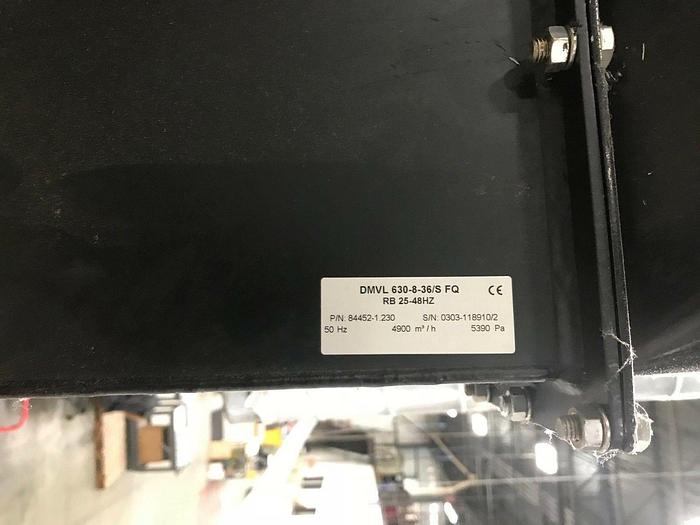 DMVL 630-8-36/S FQ CE
RB 25-48HZ
P/N: 84452-1.230 S/N: 0303-118910/2
50 Hz 4900 m³ / h 5390 Pa